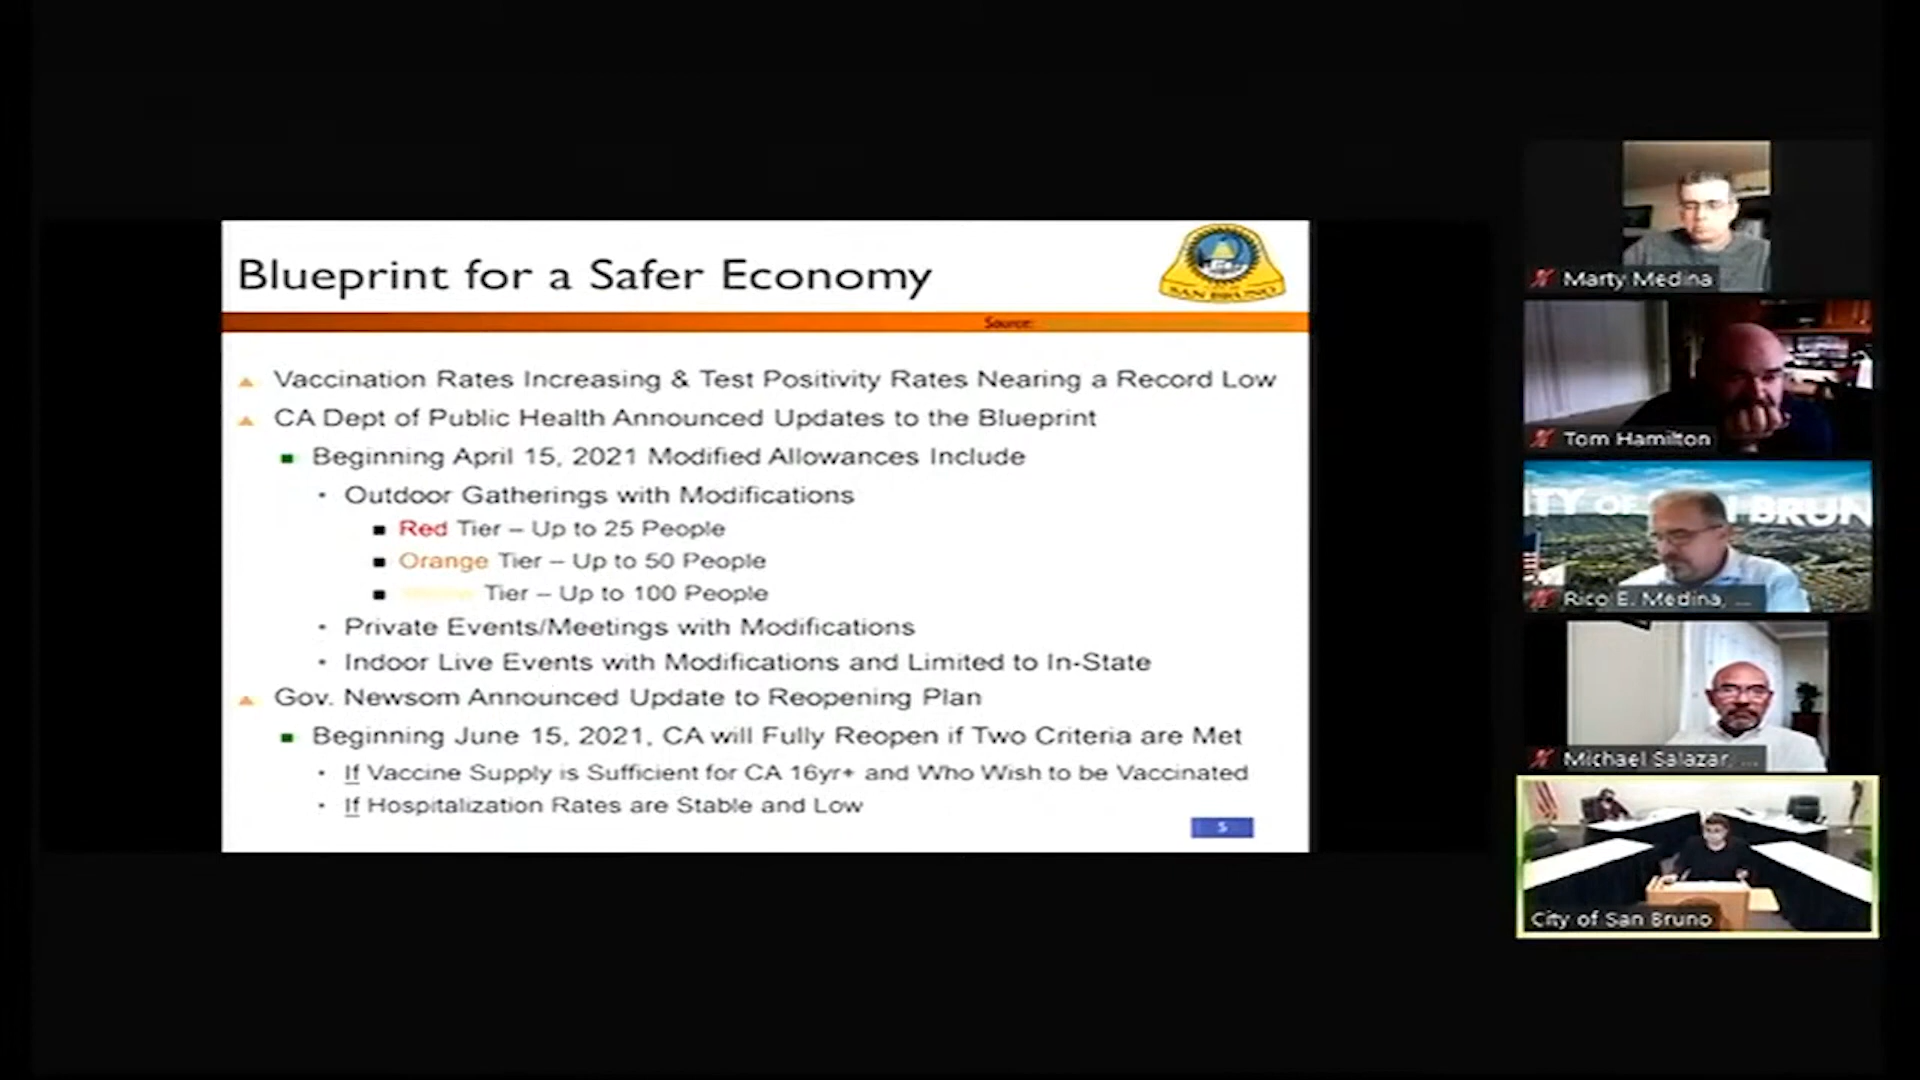 Blueprint for a Safer Economy
SAN BRUNO
Source:
Vaccination Rates Increasing & Test Positivity Rates Nearing a Record Low
CA Dept of Public Health Announced Updates to the Blueprint
Beginning April 15, 2021 Modified Allowances Include
• Outdoor Gatherings with Modifications
Red Tier – Up to 25 People
Orange Tier – Up to 50 People
Tier – Up to 100 People
• Private Events/Meetings with Modifications
• Indoor Live Events with Modifications and Limited to In-State
Gov. Newsom Announced Update to Reopening Plan
Beginning June 15, 2021, CA will Fully Reopen if Two Criteria are Met
• If Vaccine Supply is Sufficient for CA 16yr+ and Who Wish to be Vaccinated
• If Hospitalization Rates are Stable and Low
5
Marty Medina
Tom Hamilton
Rico E. Medina, ...
Michael Salazar, ...
City of San Bruno